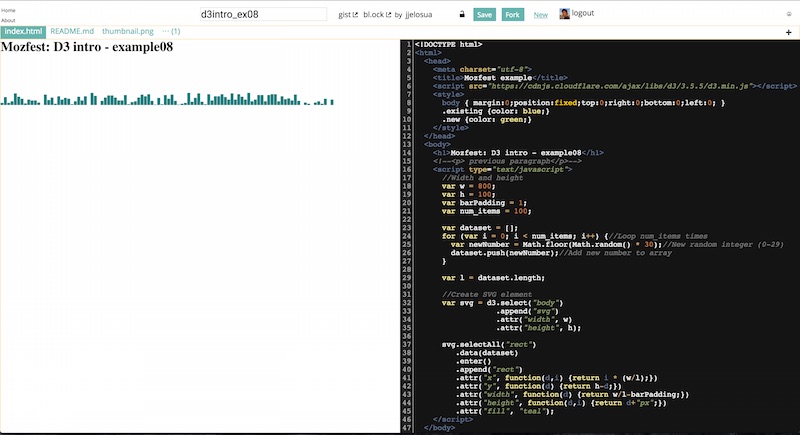 Home
About
d3intro_ex08
gist bl.ock by jjelosua
Save
Fork
New
logout
index.html README.md thumbnail.png ··· (1)
+
Mozfest: D3 intro - example08
1 <!DOCTYPE html>
2 <html>
3 <head>
4 <meta charset="utf-8">
5 <title>Mozfest example</title>
6 <script src="https://cdnjs.cloudflare.com/ajax/libs/d3/3.5.5/d3.min.js"></script>
7 <style>
8 body { margin:0;position:fixed;top:0;right:0;bottom:0;left:0; }
9 .existing {color: blue;}
10 .new {color: green;}
11 </style>
12 </head>
13 <body>
14 <h1>Mozfest: D3 intro - example08</h1>
15 <!--<p> previous paragraph</p>-->
16 <script type="text/javascript">
17 //Width and height
18 var w = 800;
19 var h = 100;
20 var barPadding = 1;
21 var num_items = 100;
22
23 var dataset = [];
24 for (var i = 0; i < num_items; i++) {//Loop num_items times
25 var newNumber = Math.floor(Math.random() * 30);//New random integer (0-29)
26 dataset.push(newNumber);//Add new number to array
27 }
28
29 var l = dataset.length;
30
31 //Create SVG element
32 var svg = d3.select("body")
33 .append("svg")
34 .attr("width", w)
35 .attr("height", h);
36
37 svg.selectAll("rect")
38 .data(dataset)
39 .enter()
40 .append("rect")
41 .attr("x", function(d,i) {return i * (w/l);})
42 .attr("y", function(d) {return h-d;})
43 .attr("width", function(d) {return w/l-barPadding;})
44 .attr("height", function(d,i) {return d+"px";})
45 .attr("fill", "teal");
46 </script>
47 </body>